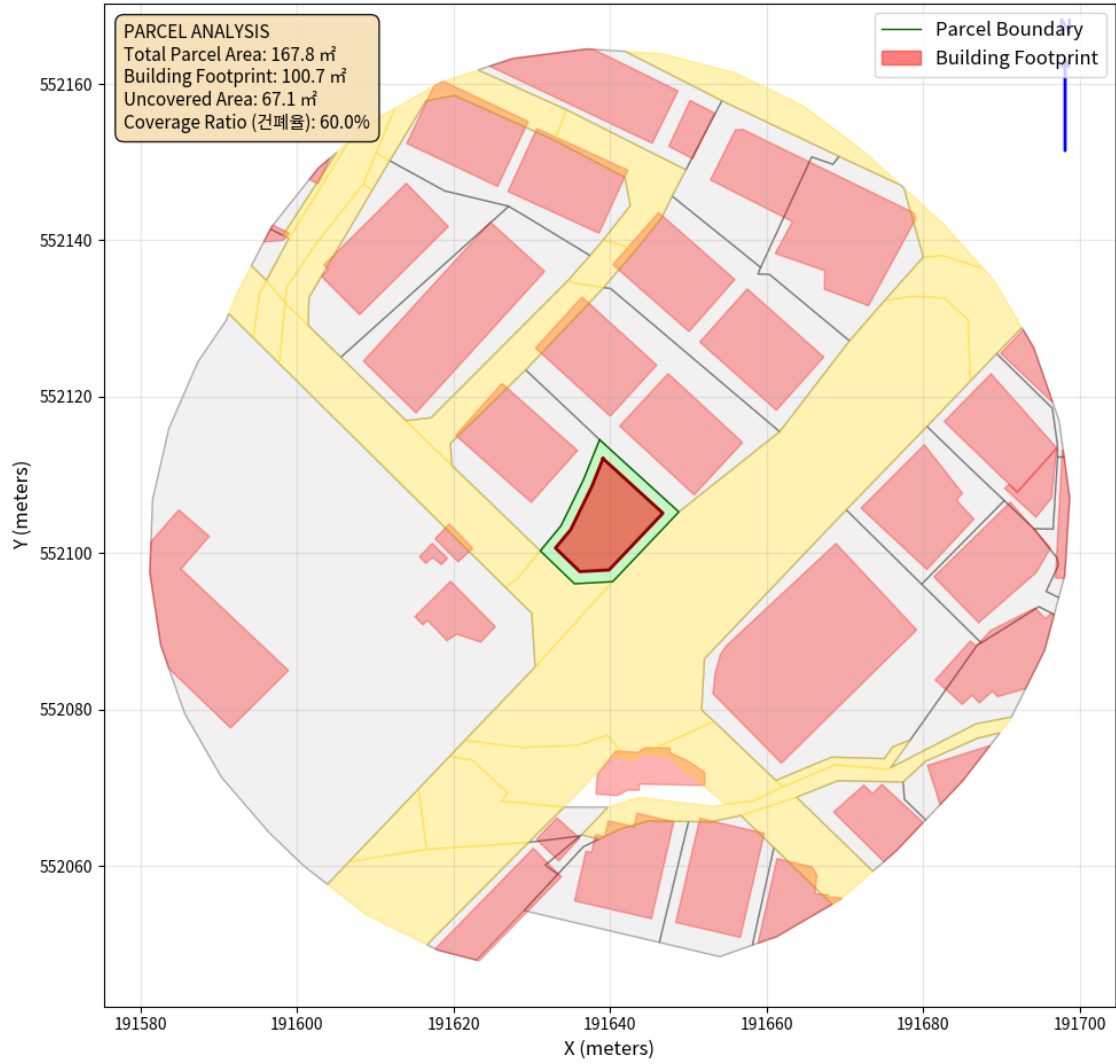 PARCEL ANALYSIS
Total Parcel Area: 167.8 ㎡
Building Footprint: 100.7 ㎡
Uncovered Area: 67.1 ㎡
Coverage Ratio (건폐율): 60.0%
Parcel Boundary
Building Footprint
N
552160
552140
552120
552100
552080
552060
Y (meters)
191580
191600
191620
191640
191660
191680
191700
X (meters)